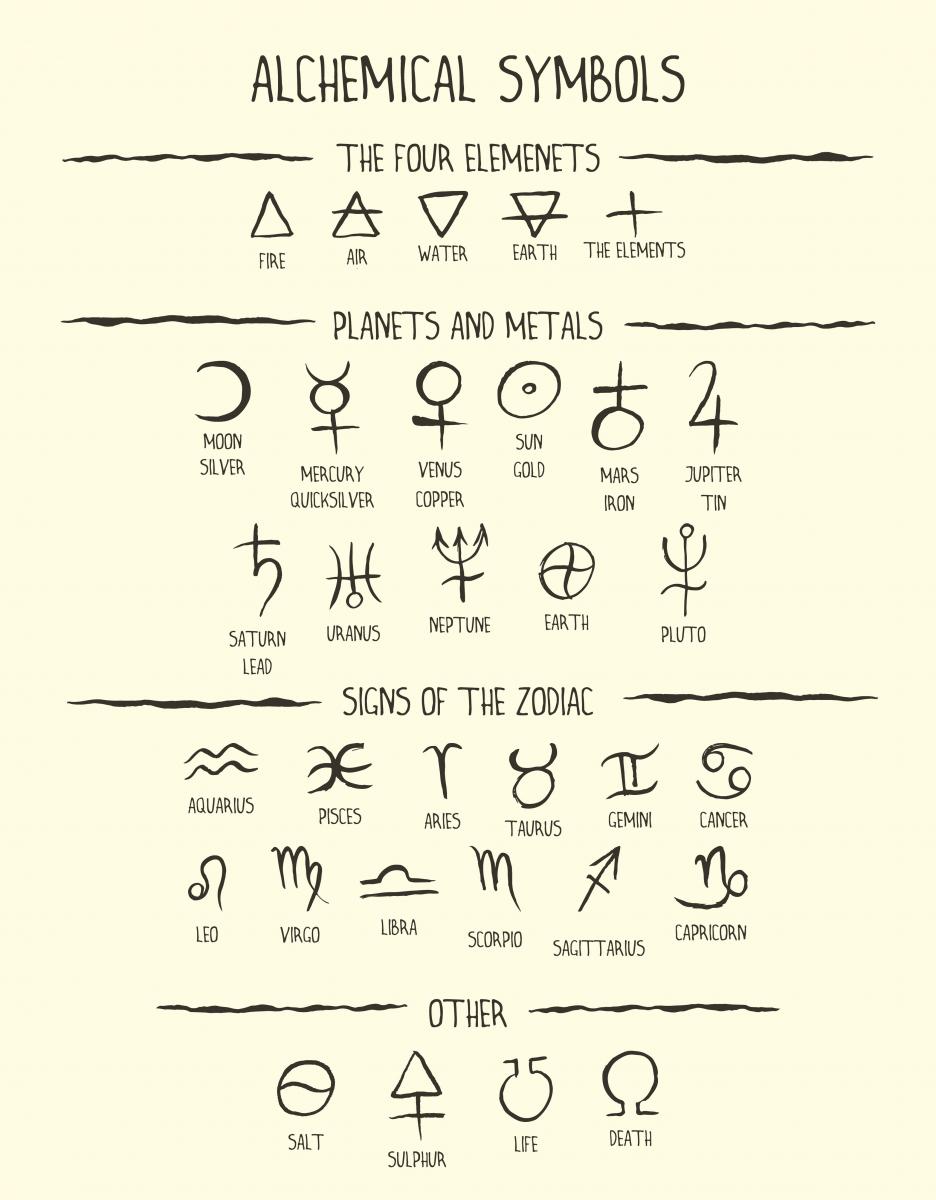 ALCHEMICAL SYMBOLS
THE FOUR ELEMENETS
FIRE AIR WATER EARTH THE ELEMENTS
PLANETS AND METALS
MOON SILVER
MERCURY QUICKSILVER
VENUS COPPER
SUN GOLD
MARS IRON
JUPITER TIN
SATURN LEAD
URANUS
NEPTUNE
EARTH
PLUTO
SIGNS OF THE ZODIAC
AQUARIUS PISCES ARIES TAURUS GEMINI CANCER
LEO VIRGO LIBRA SCORPIO SAGITTARIUS CAPRICORN
OTHER
SALT SULPHUR LIFE DEATH